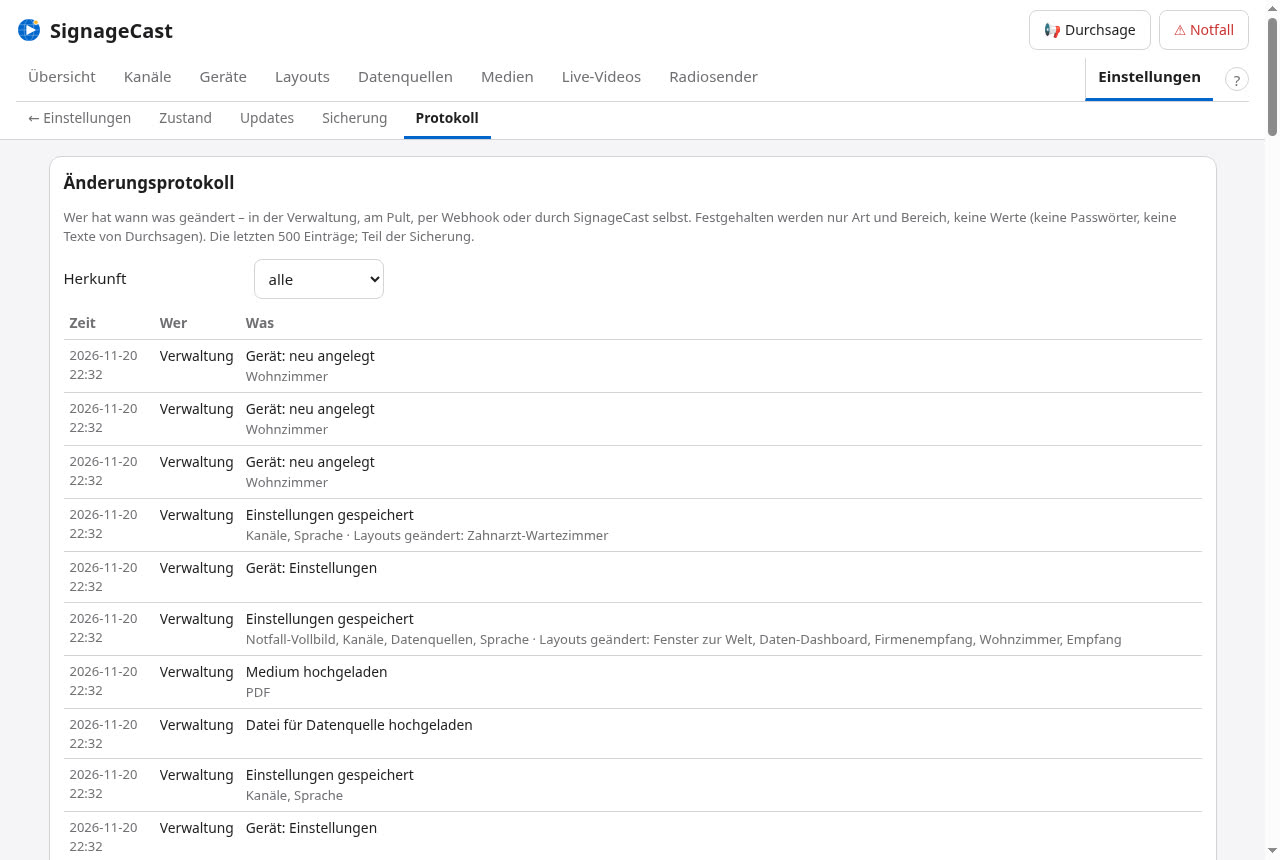 SignageCast
Durchsage
⚠ Notfall
Übersicht Kanäle Geräte Layouts Datenquellen Medien Live-Videos Radiosender Einstellungen ?
← Einstellungen Zustand Updates Sicherung Protokoll
Änderungsprotokoll
Wer hat wann was geändert – in der Verwaltung, am Pult, per Webhook oder durch SignageCast selbst. Festgehalten werden nur Art und Bereich, keine Werte (keine Passwörter, keine
Texte von Durchsagen). Die letzten 500 Einträge; Teil der Sicherung.
Herkunft alle
Zeit Wer Was
2026-11-20 Verwaltung Gerät: neu angelegt
22:32 Wohnzimmer
2026-11-20 Verwaltung Gerät: neu angelegt
22:32 Wohnzimmer
2026-11-20 Verwaltung Gerät: neu angelegt
22:32 Wohnzimmer
2026-11-20 Verwaltung Einstellungen gespeichert
22:32 Kanäle, Sprache · Layouts geändert: Zahnarzt-Wartezimmer
2026-11-20 Verwaltung Gerät: Einstellungen
22:32
2026-11-20 Verwaltung Einstellungen gespeichert
22:32 Notfall-Vollbild, Kanäle, Datenquellen, Sprache · Layouts geändert: Fenster zur Welt, Daten-Dashboard, Firmenempfang, Wohnzimmer, Empfang
2026-11-20 Verwaltung Medium hochgeladen
22:32 PDF
2026-11-20 Verwaltung Datei für Datenquelle hochgeladen
22:32
2026-11-20 Verwaltung Einstellungen gespeichert
22:32 Kanäle, Sprache
2026-11-20 Verwaltung Gerät: Einstellungen
22:32